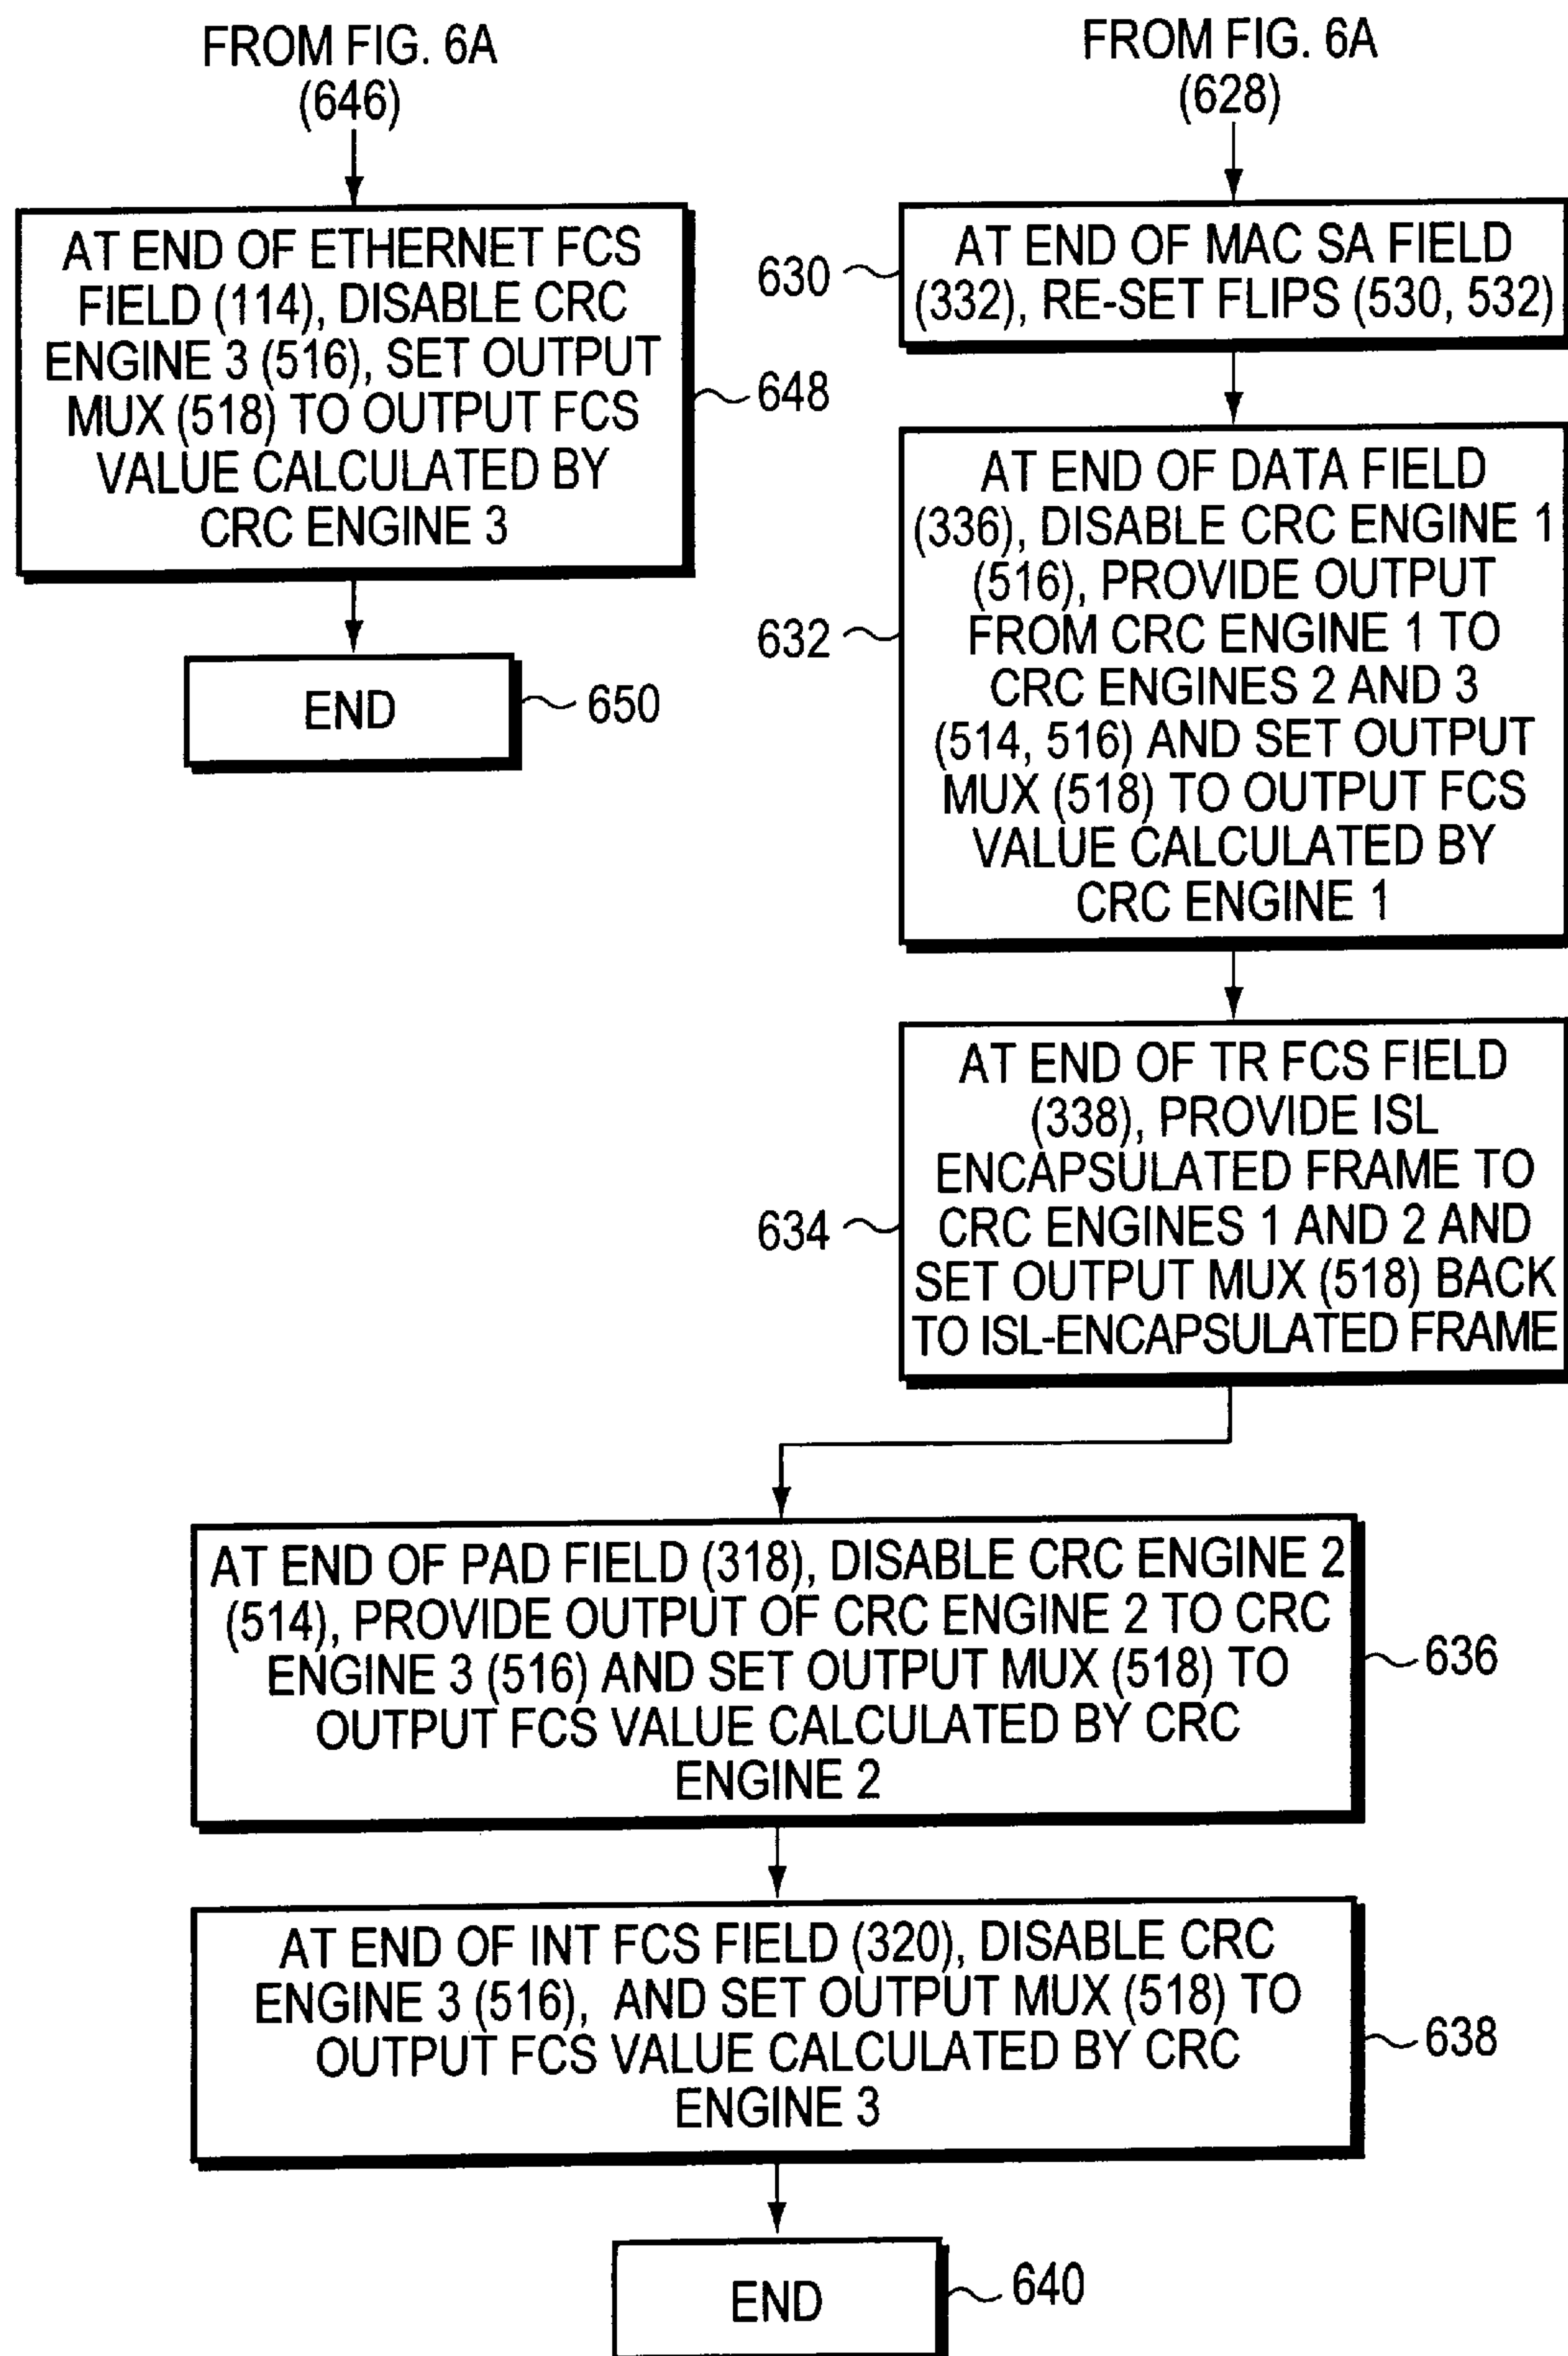 FROM FIG. 6A
(646)
AT END OF ETHERNET FCS
FIELD (114), DISABLE CRC
ENGINE 3 (516), SET OUTPUT
MUX (518) TO OUTPUT FCS
VALUE CALCULATED BY
CRC ENGINE 3
648
END
650
FROM FIG. 6A
(628)
AT END OF MAC SA FIELD
(332), RE-SET FLIPS (530, 532)
630
AT END OF DATA FIELD
(336), DISABLE CRC ENGINE 1
(516), PROVIDE OUTPUT
FROM CRC ENGINE 1 TO
CRC ENGINES 2 AND 3
(514, 516) AND SET OUTPUT
MUX (518) TO OUTPUT FCS
VALUE CALCULATED BY
CRC ENGINE 1
632
AT END OF TR FCS FIELD
(338), PROVIDE ISL
ENCAPSULATED FRAME TO
CRC ENGINES 1 AND 2 AND
SET OUTPUT MUX (518) BACK
TO ISL-ENCAPSULATED FRAME
634
AT END OF PAD FIELD (318), DISABLE CRC ENGINE 2
(514), PROVIDE OUTPUT OF CRC ENGINE 2 TO CRC
ENGINE 3 (516) AND SET OUTPUT MUX (518) TO
OUTPUT FCS VALUE CALCULATED BY CRC
ENGINE 2
636
AT END OF INT FCS FIELD (320), DISABLE CRC
ENGINE 3 (516), AND SET OUTPUT MUX (518) TO
OUTPUT FCS VALUE CALCULATED BY CRC
ENGINE 3
638
END
640